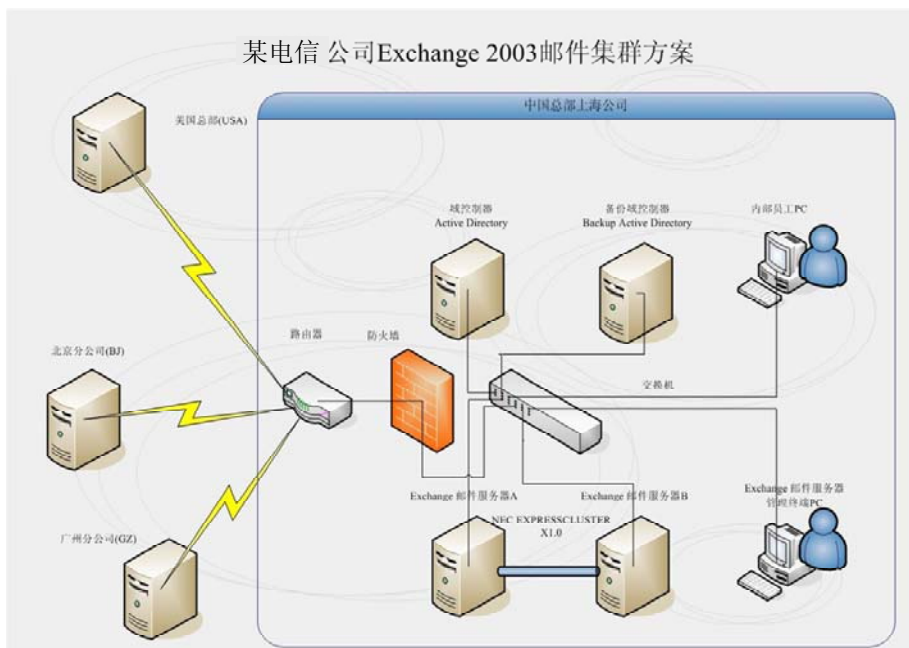 某电信 公司Exchange 2003邮件集群方案
中国总部上海公司
美国总部(USA)
域控制器
Active Directory
备份域控制器
Backup Active Directory
内部员工PC
路由器
防火墙
北京分公司(BJ)
交换机
Exchange 邮件服务器A
Exchange 邮件服务器B
Exchange 邮件服务器
管理终端PC
NEC EXPRESSCLUSTER
X1.0
广州分公司(GZ)